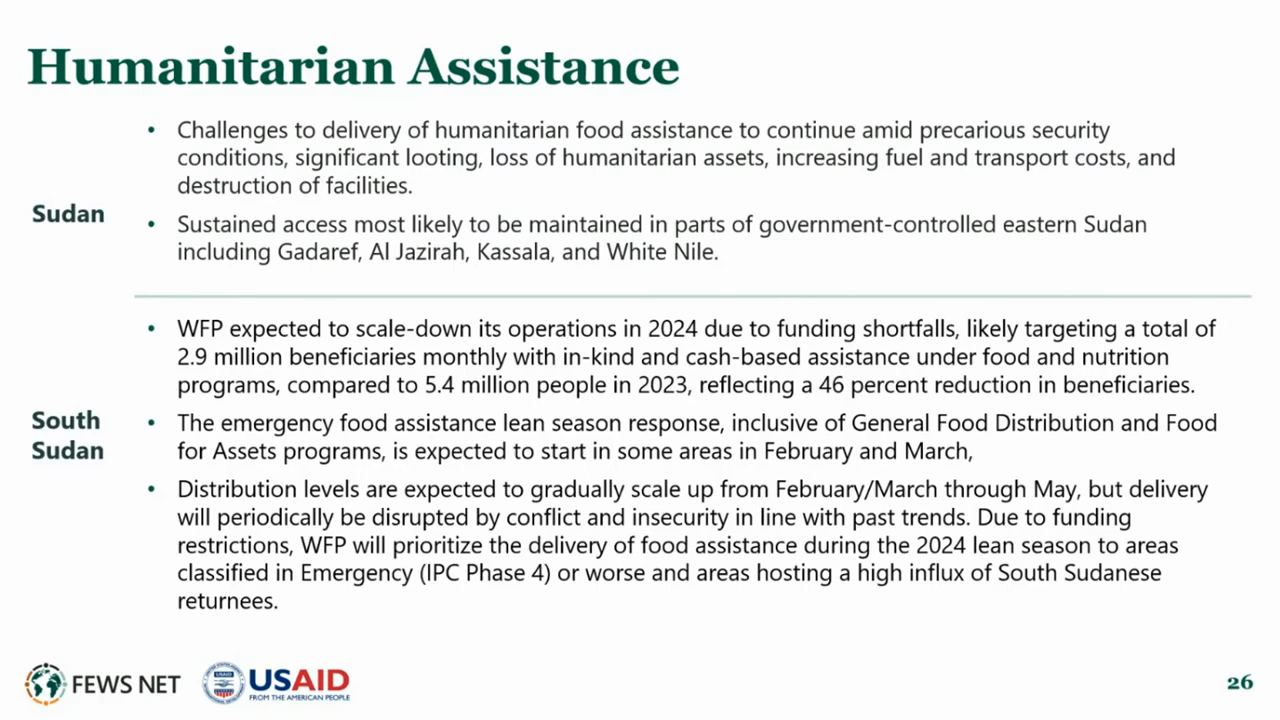 Humanitarian Assistance
Sudan
• Challenges to delivery of humanitarian food assistance to continue amid precarious security
conditions, significant looting, loss of humanitarian assets, increasing fuel and transport costs, and
destruction of facilities.
• Sustained access most likely to be maintained in parts of government-controlled eastern Sudan
including Gadaref, Al Jazirah, Kassala, and White Nile.
South
Sudan
• WFP expected to scale-down its operations in 2024 due to funding shortfalls, likely targeting a total of
2.9 million beneficiaries monthly with in-kind and cash-based assistance under food and nutrition
programs, compared to 5.4 million people in 2023, reflecting a 46 percent reduction in beneficiaries.
• The emergency food assistance lean season response, inclusive of General Food Distribution and Food
for Assets programs, is expected to start in some areas in February and March,
• Distribution levels are expected to gradually scale up from February/March through May, but delivery
will periodically be disrupted by conflict and insecurity in line with past trends. Due to funding
restrictions, WFP will prioritize the delivery of food assistance during the 2024 lean season to areas
classified in Emergency (IPC Phase 4) or worse and areas hosting a high influx of South Sudanese
returnees.
FEWS NET
USAID
FROM THE AMERICAN PEOPLE
26